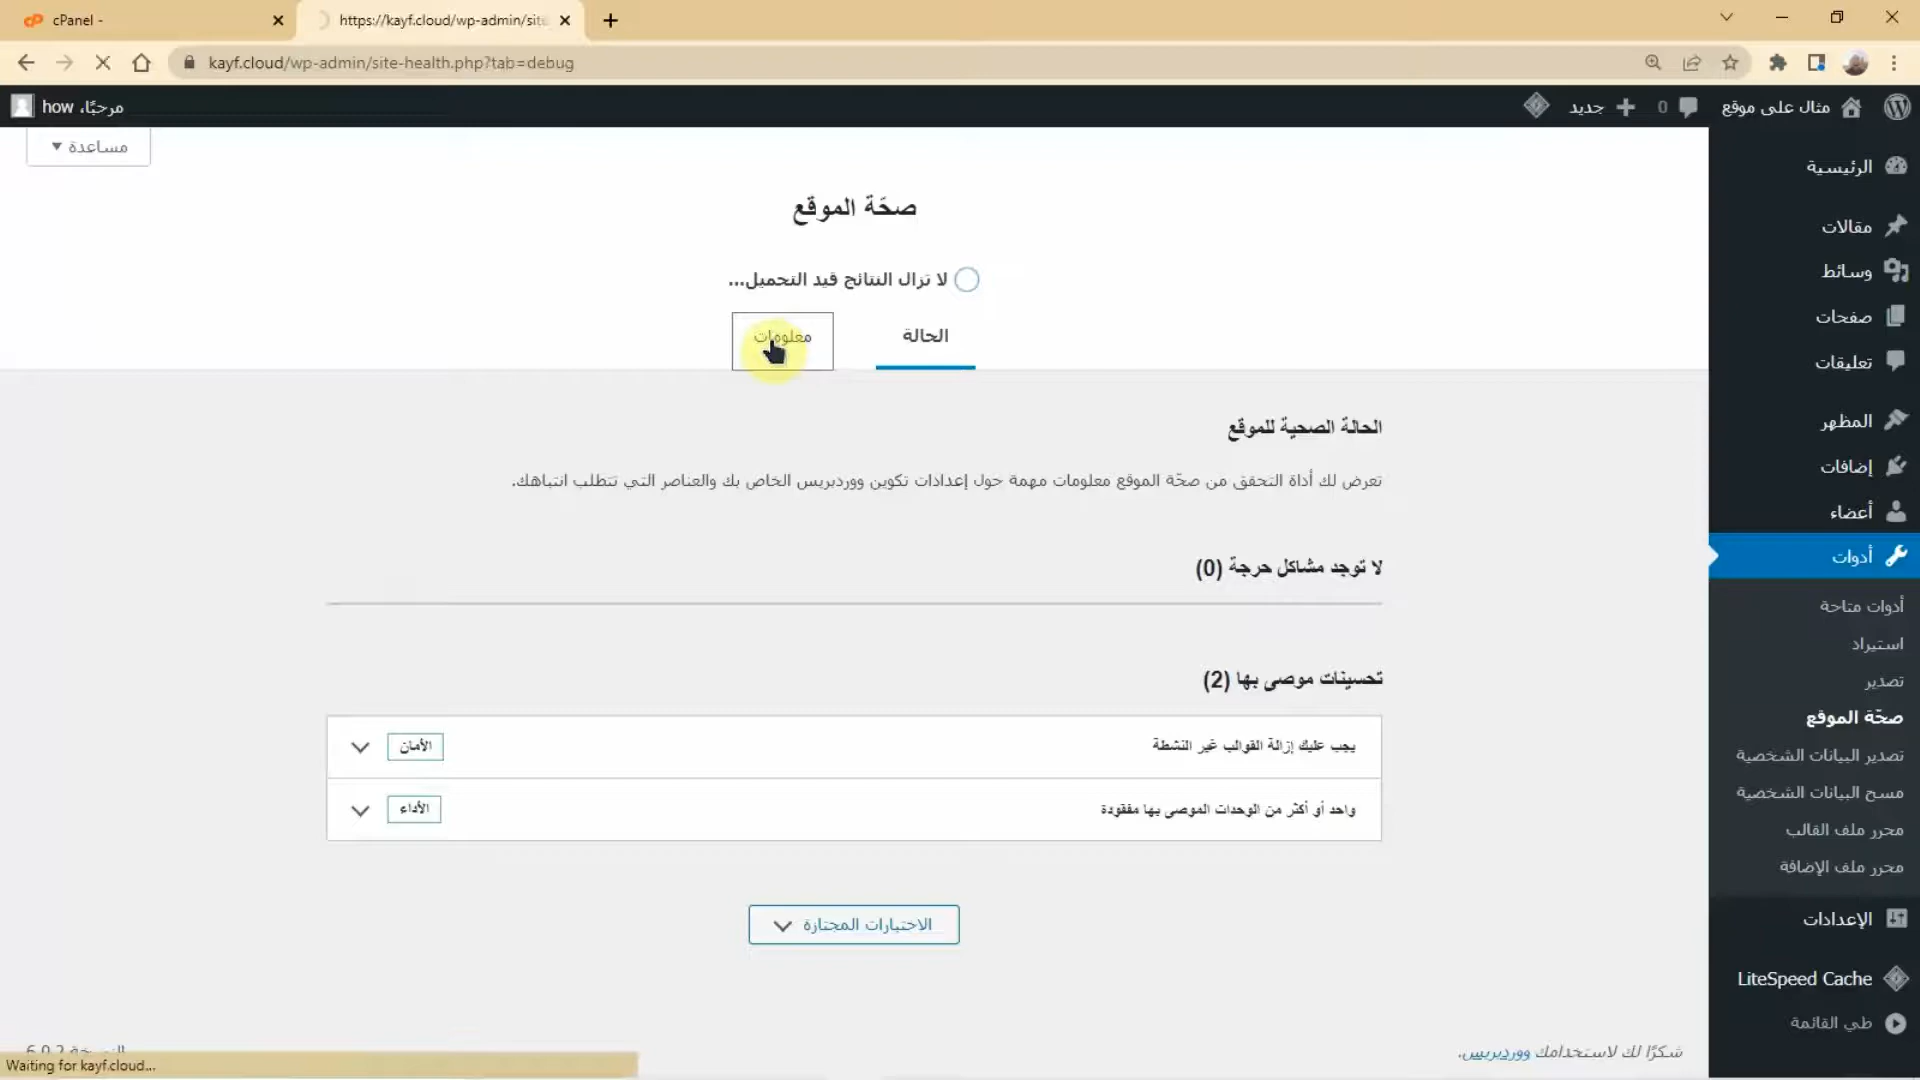 cPanel -
https://kayf.cloud/wp-admin/site
kayf.cloud/wp-admin/site-health.php?tab=debug
مثال على موقع
0
جديد
مرحبًا، how
مساعدة
صحّة الموقع
لا تزال النتائج قيد التحميل...
الحالة
معلومات
الحالة الصحية للموقع
تعرض لك أداة التحقق من صحّة الموقع معلومات مهمة حول إعدادات تكوين ووردبريس الخاص بك والعناصر التي تتطلب انتباهك.
لا توجد مشاكل حرجة (0)
تحسينات موصى بها (2)
يجب عليك إزالة القوالب غير النشطة
الأمان
واحد أو أكثر من الوحدات الموصى بها مفقودة
الأداء
الاختبارات المجتازة
شكرًا لك لاستخدامك ووردبريس.
النسخة 6.0.2
الرئيسية
مقالات
وسائط
صفحات
تعليقات
المظهر
إضافات
أعضاء
أدوات
أدوات متاحة
استيراد
تصدير
صحّة الموقع
تصدير البيانات الشخصية
مسح البيانات الشخصية
محرر ملف القالب
محرر ملف الإضافة
الإعدادات
LiteSpeed Cache
طي القائمة
Waiting for kayf.cloud...